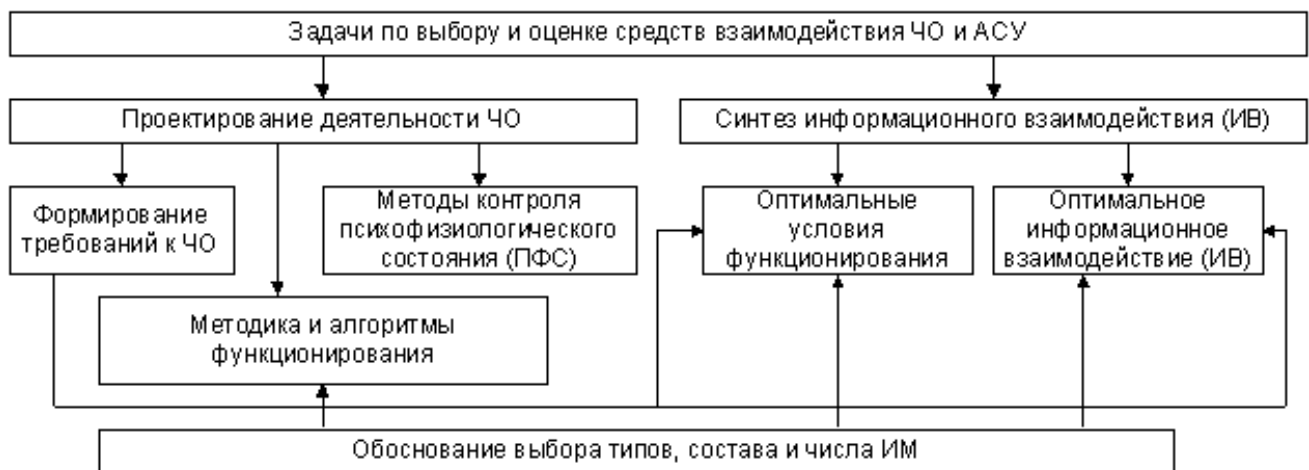 Задачи по выбору и оценке средств взаимодействия ЧО и АСУ
Проектирование деятельности ЧО
Синтез информационного взаимодействия (ИВ)
Формирование
требований к ЧО
Методы контроля
психофизиологического
состояния (ПФС)
Оптимальные
условия
функционирования
Оптимальное
информационное
взаимодействие (ИВ)
Методика и алгоритмы
функционирования
Обоснование выбора типов, состава и числа ИМ